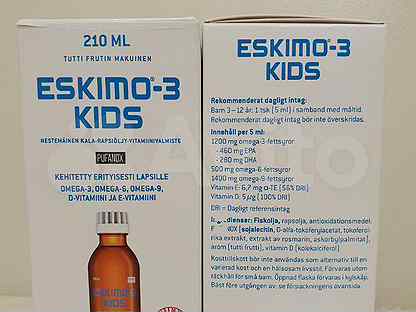 210 ML
TUTTI FRUTIN MAKUINEN
ESKIMO®-3
KIDS
NESTEMÄINEN KALA-RAPSIÖLJY-VITAMIINIVALMISTE
PUFANOX
KEHITETTY ERITYISESTI LAPSILLE
OMEGA-3, OMEGA-6, OMEGA-9,
D-VITAMIINI JA E-VITAMIINI
ESKIMO-3
KIDS
ESKIMO®-3
KIDS
Rekommenderat dagligt intag:
Barn 3–12 år: 1 tsk (5 ml) i samband med måltid.
Rekommenderat dagligt intag bör inte överskridas.
Innehåll per 5 ml:
1200 mg omega-3-fettsyror
- 460 mg EPA
- 280 mg DHA
500 mg omega-6-fettsyror
1400 mg omega-9-fettsyror
Vitamin E: 6,7 α-TE (56% DRI)
Vitamin D: 5 µg (100% DRI)
DRI = Dagligt referensintag
Fiskolja, rapsolja, antioxidationsmedel
(sojalecitin, D-alfa-tokoferylacetat, tokoferol-
rika extrakt, extrakt av rosmarin, askorbylpalmitat),
arom (tutti frutti), vitamin D (kolekalciferol)
Kosttillskott bör inte användas som alternativ till en
varierad kost och en hälsosam livsstil. Förvaras utom
räckhåll för små barn. Öppnad flaska förvaras i kylskåp.
Bäst före utgången av: se förpackningens ovansida.
Avito